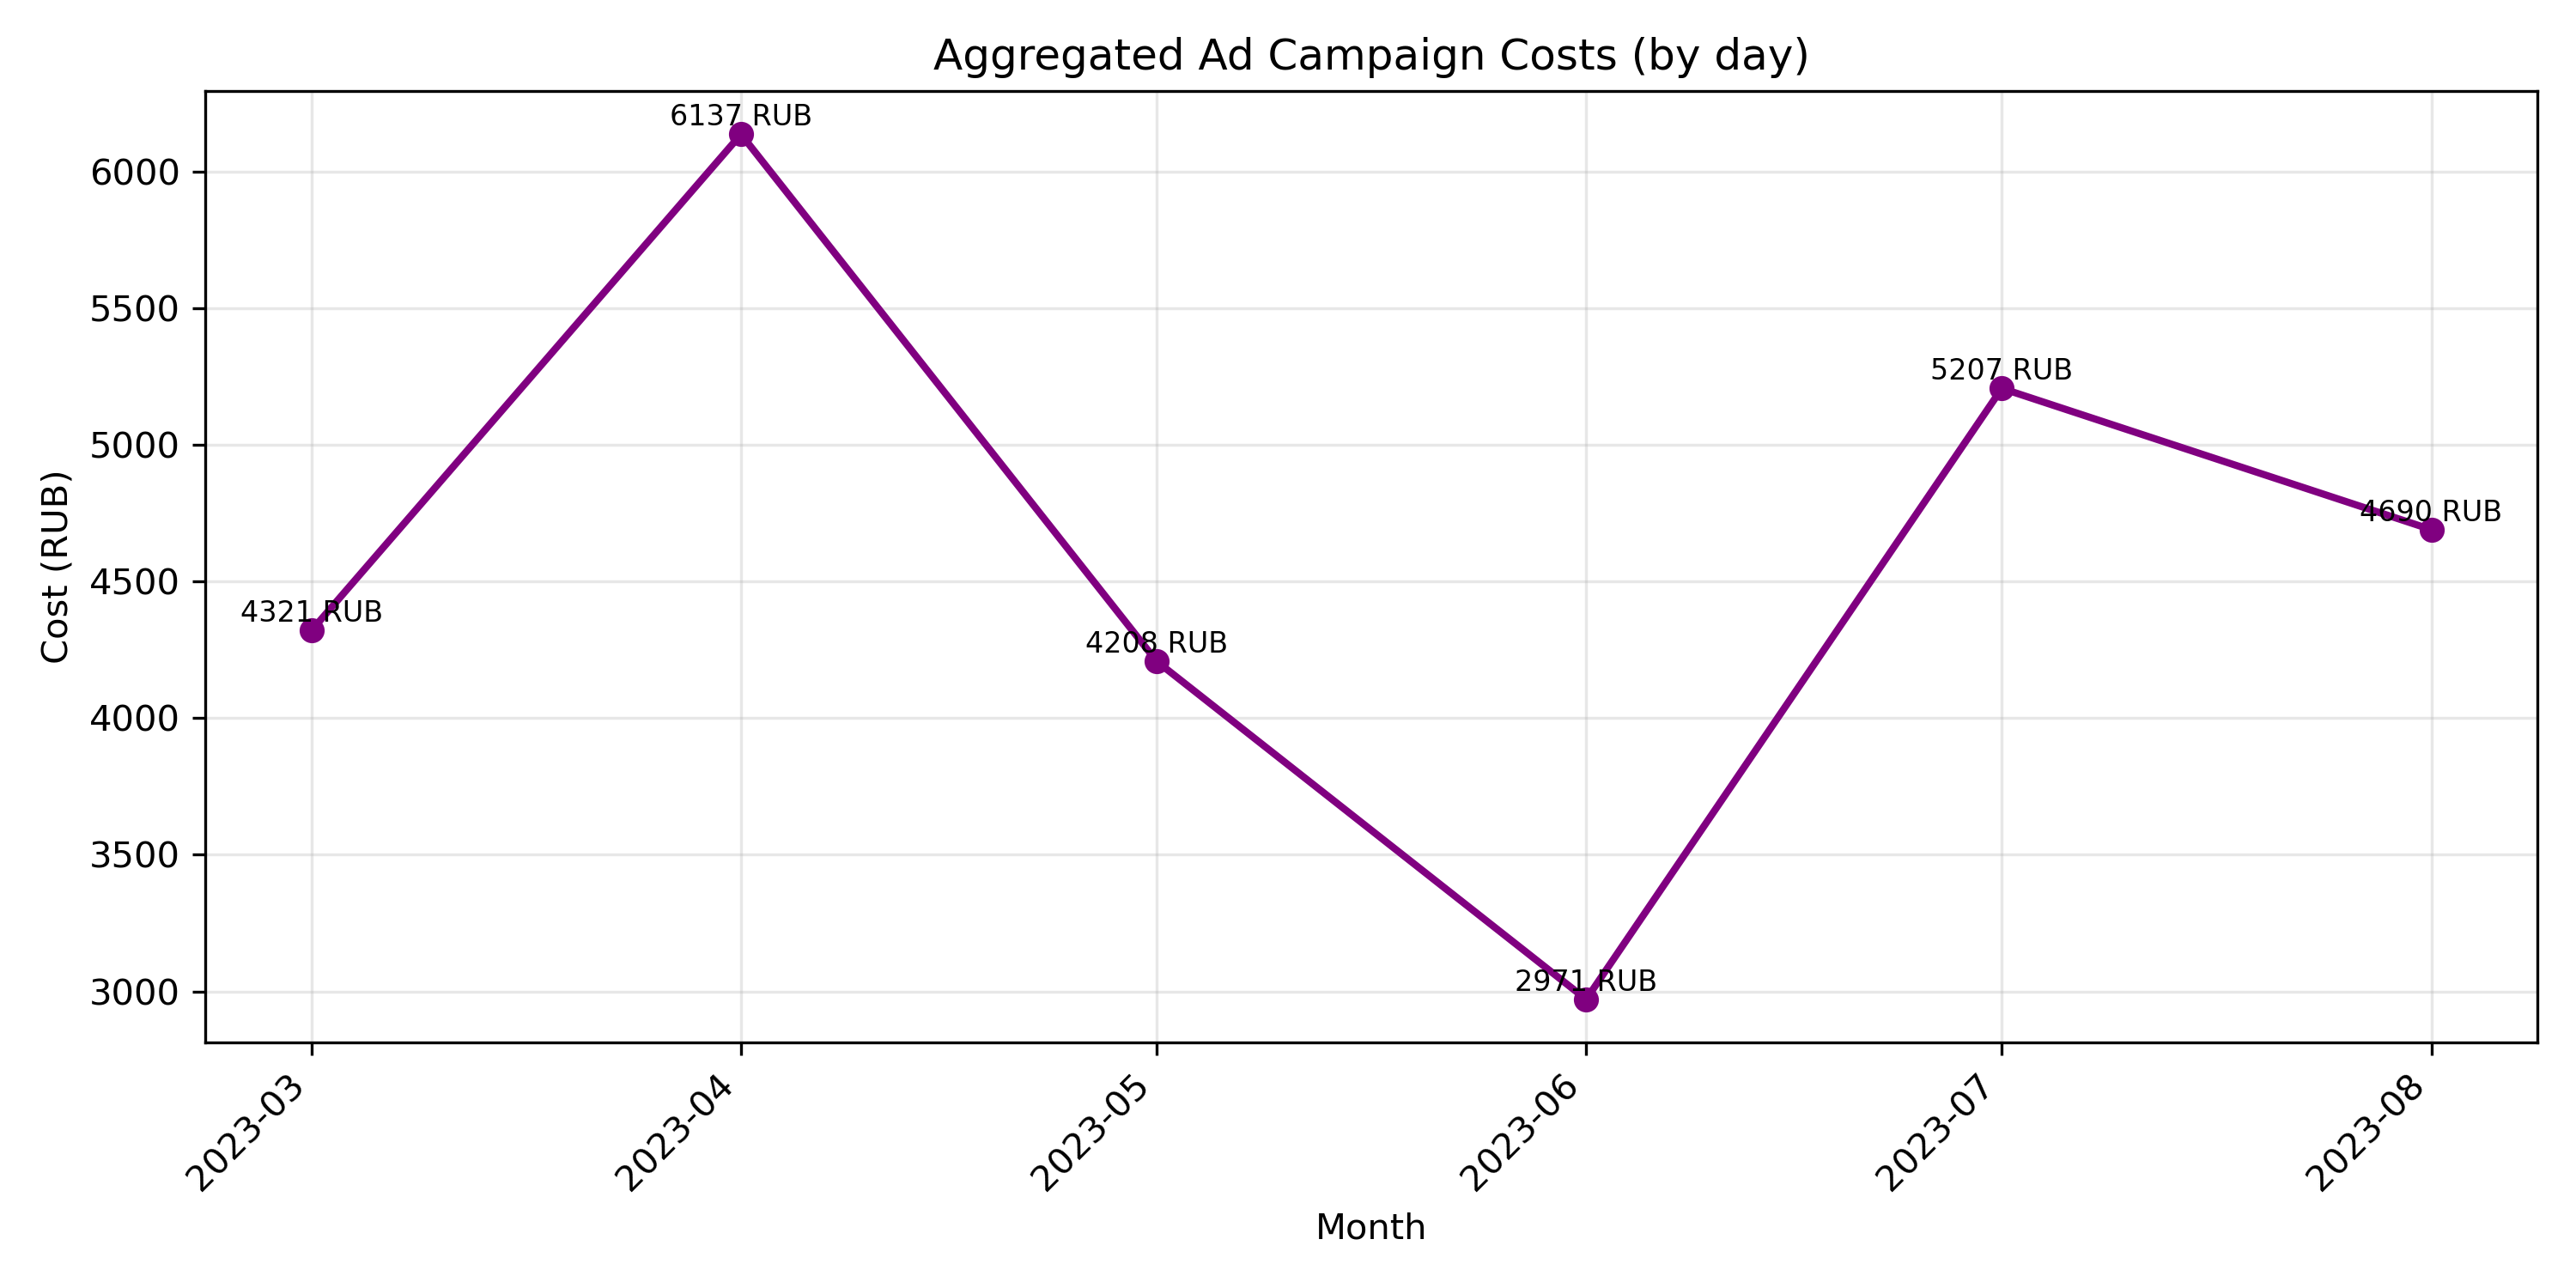 Aggregated Ad Campaign Costs (by day)
Cost (RUB)
6000
5500
5000
4500
4000
3500
3000
4321 RUB
6137 RUB
4208 RUB
2971 RUB
5207 RUB
4690 RUB
2023-03
2023-04
2023-05
2023-06
2023-07
2023-08
Month